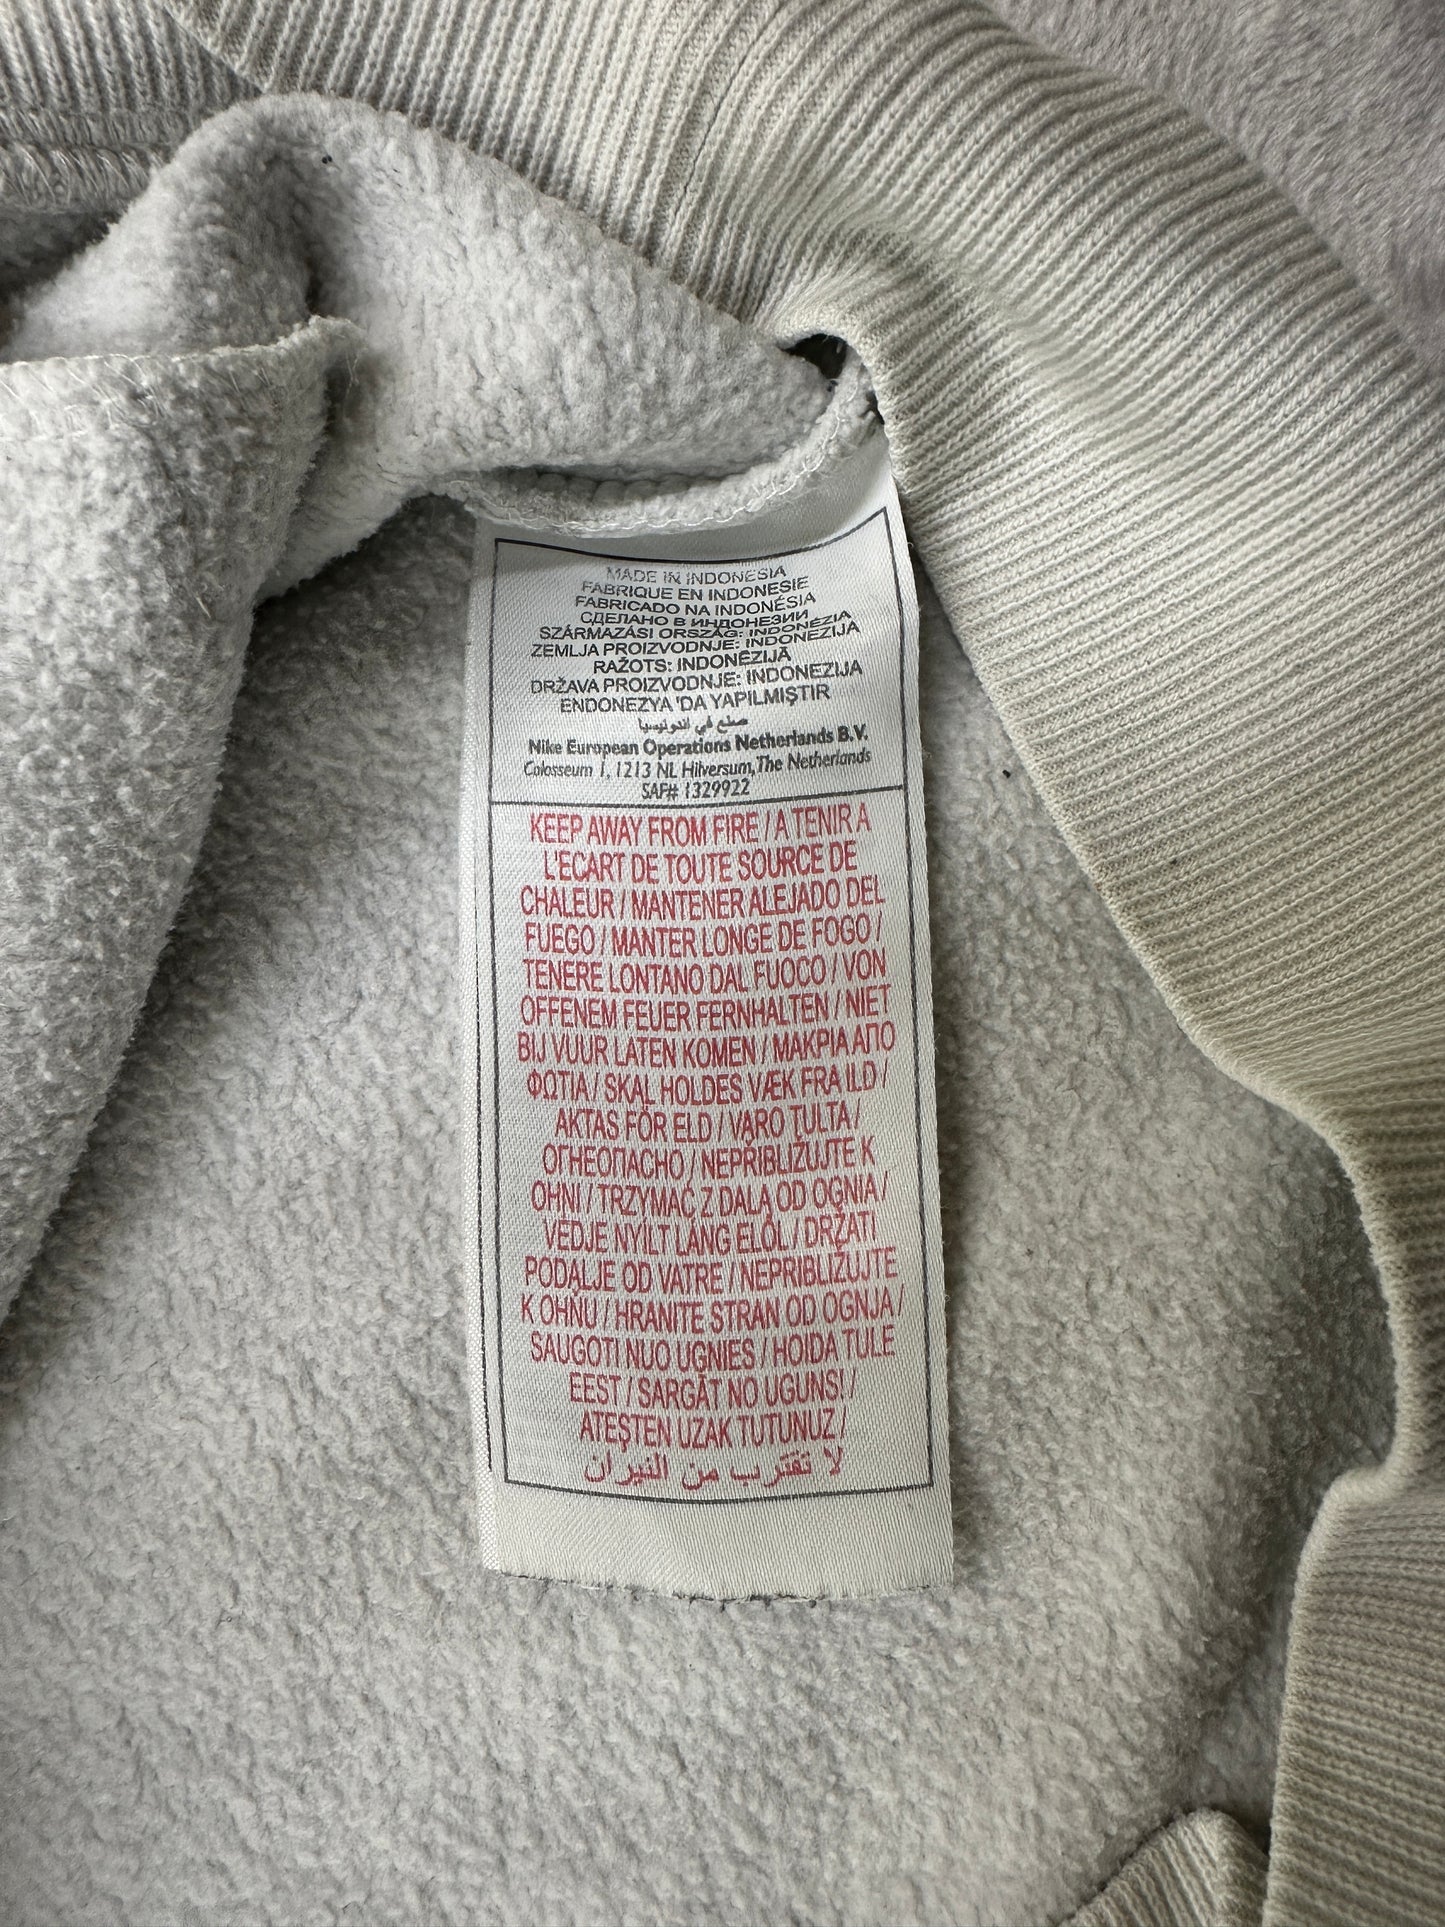 MADE IN INDONESIA
FABRIQUE EN INDONESIE
FABRICADO NA INDONÉSIA
СДЕЛАНО В ИНДОНЕЗИИ
SZÁRMAZÁSI ORSZÁG: INDONÉZIA
ZEMLJA PROIZVODNJE: INDONEZIJA
RAŽOTS: INDONĒZIJĀ
DRŽAVA PROIZVODNJE: INDONEZIJA
ENDONEZYA 'DA YAPILMIŞTIR
صنع في اندونيسيا
Nike European Operations Netherlands B.V.
Colosseum 1, 1213 NL Hilversum, The Netherlands
SAF# 1329922
KEEP AWAY FROM FIRE / A TENIR A
L'ECART DE TOUTE SOURCE DE
CHALEUR / MANTENER ALEJADO DEL
FUEGO / MANTER LONGE DE FOGO /
TENERE LONTANO DAL FUOCO / VON
OFFENEM FEUER FERNHALTEN / NIET
BIJ VUUR LATEN KOMEN / ΜΑΚΡΙΑ ΑΠΟ
ΦΩΤΙΑ / SKAL HOLDES VÆK FRA ILD /
AKTAS FÖR ELD / VARO TULTA /
ОГНЕОПАСНО / NEPŘIBLIŽUJTE K
OHNI / TRZYMAĆ Z DALA OD OGNIA /
VEDJE NYÍLT LÁNG ELŐL / DRŽATI
PODALJE OD VATRE / NEPRIBLIŽUJTE
K OHŇU / HRANITE STRAN OD OGNJA /
SAUGOTI NUO UGNIES / HOIDA TULE
EEST / SARGĀT NO UGUNS! /
ATEŞTEN UZAK TUTUNUZ /
لا تقترب من النيران